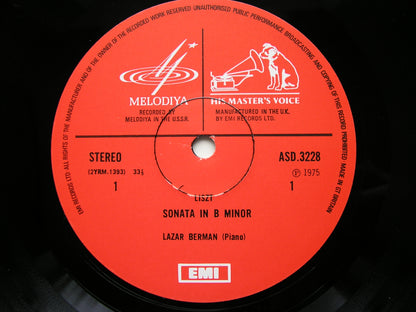 EMI RECORDS LTD. ALL RIGHTS OF THE MANUFACTURER AND OF THE OWNER OF THE RECORDED WORK RESERVED UNAUTHORISED PUBLIC PERFORMANCE BROADCASTING AND COPYING OF THIS RECORD PROHIBITED MADE IN GT BRITAIN
MELODIYA
HIS MASTER'S VOICE
RECORDED BY
MELODIYA IN THE U.S.S.R.
MANUFACTURED IN THE U.K.
BY EMI RECORDS LTD.
STEREO
ASD.3228
(2YRM.1393) 33⅓
℗ 1975
1
1
LISZT
SONATA IN B MINOR
LAZAR BERMAN (Piano)
EMI